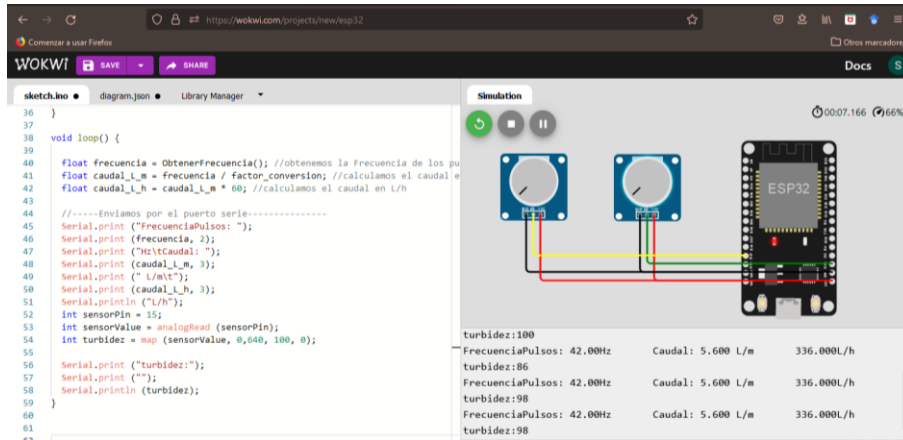 https://wokwi.com/projects/new/esp32
Comenzar a usar Firefox
Otros marcadore
WOKWI
SAVE
SHARE
Docs
S
sketch.ino ●
diagram.json ●
Library Manager
Simulation
36 }
37
38 void loop() {
39
40 float frecuencia = ObtenerFrecuencia(); //obtenemos la Frecuencia de los pu
41 float caudal_L_m = frecuencia / factor_conversion; //calculamos el caudal e
42 float caudal_L_h = caudal_L_m * 60; //calculamos el caudal en L/h
43
44 //-----Enviamos por el puerto serie---------------
45 Serial.print ("FrecuenciaPulsos: ");
46 Serial.print (frecuencia, 2);
47 Serial.print ("Hz\tCaudal: ");
48 Serial.print (caudal_L_m, 3);
49 Serial.print (" L/m\t");
50 Serial.print (caudal_L_h, 3);
51 Serial.println ("L/h");
52 int sensorPin = 15;
53 int sensorValue = analogRead (sensorPin);
54 int turbidez = map (sensorValue, 0,640, 100, 0);
55
56 Serial.print ("turbidez:");
57 Serial.print ("");
58 Serial.println (turbidez);
59 }
60
61
00:07.166 66%
ESP32
turbidez:100
FrecuenciaPulsos: 42.00Hz Caudal: 5.600 L/m 336.000L/h
turbidez:86
FrecuenciaPulsos: 42.00Hz Caudal: 5.600 L/m 336.000L/h
turbidez:98
FrecuenciaPulsos: 42.00Hz Caudal: 5.600 L/m 336.000L/h
turbidez:98